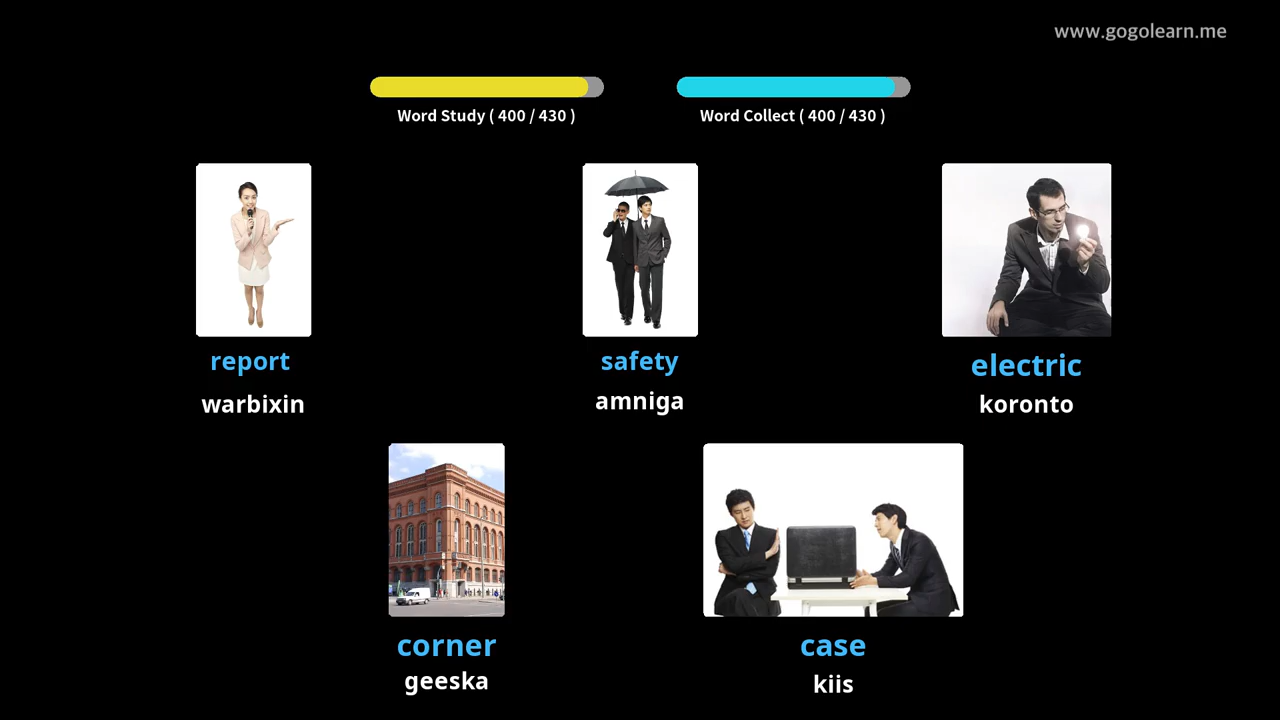 www.gogolearn.me
Word Study ( 400 / 430 )
Word Collect ( 400 / 430 )
report
warbixin
safety
amniga
electric
koronto
corner
geeska
case
kiis